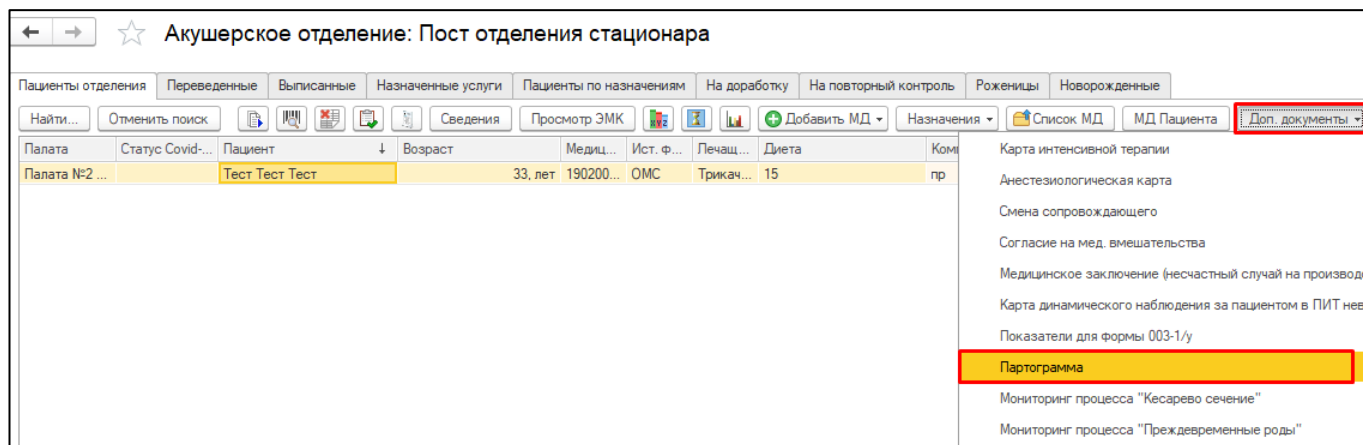 Акушерское отделение: Пост отделения стационара
Пациенты отделения Переведенные Выписанные Назначенные услуги Пациенты по назначениям На доработку На повторный контроль Роженицы Новорожденные
Найти... Отменить поиск Сведения Просмотр ЭМК Добавить МД Назначения Список МД МД Пациента Доп. документы
Палата Статус Covid-... Пациент ↓ Возраст Медиц... Ист. ф... Лечащ... Диета Ком
Палата №2 ... Тест Тест Тест 33, лет 190200... ОМС Трикач... 15 пр
Карта интенсивной терапии
Анестезиологическая карта
Смена сопровождающего
Согласие на мед. вмешательства
Медицинское заключение (несчастный случай на производ
Карта динамического наблюдения за пациентом в ПИТ нев
Показатели для формы 003-1/у
Партограмма
Мониторинг процесса "Кесарево сечение"
Мониторинг процесса "Преждевременные роды"